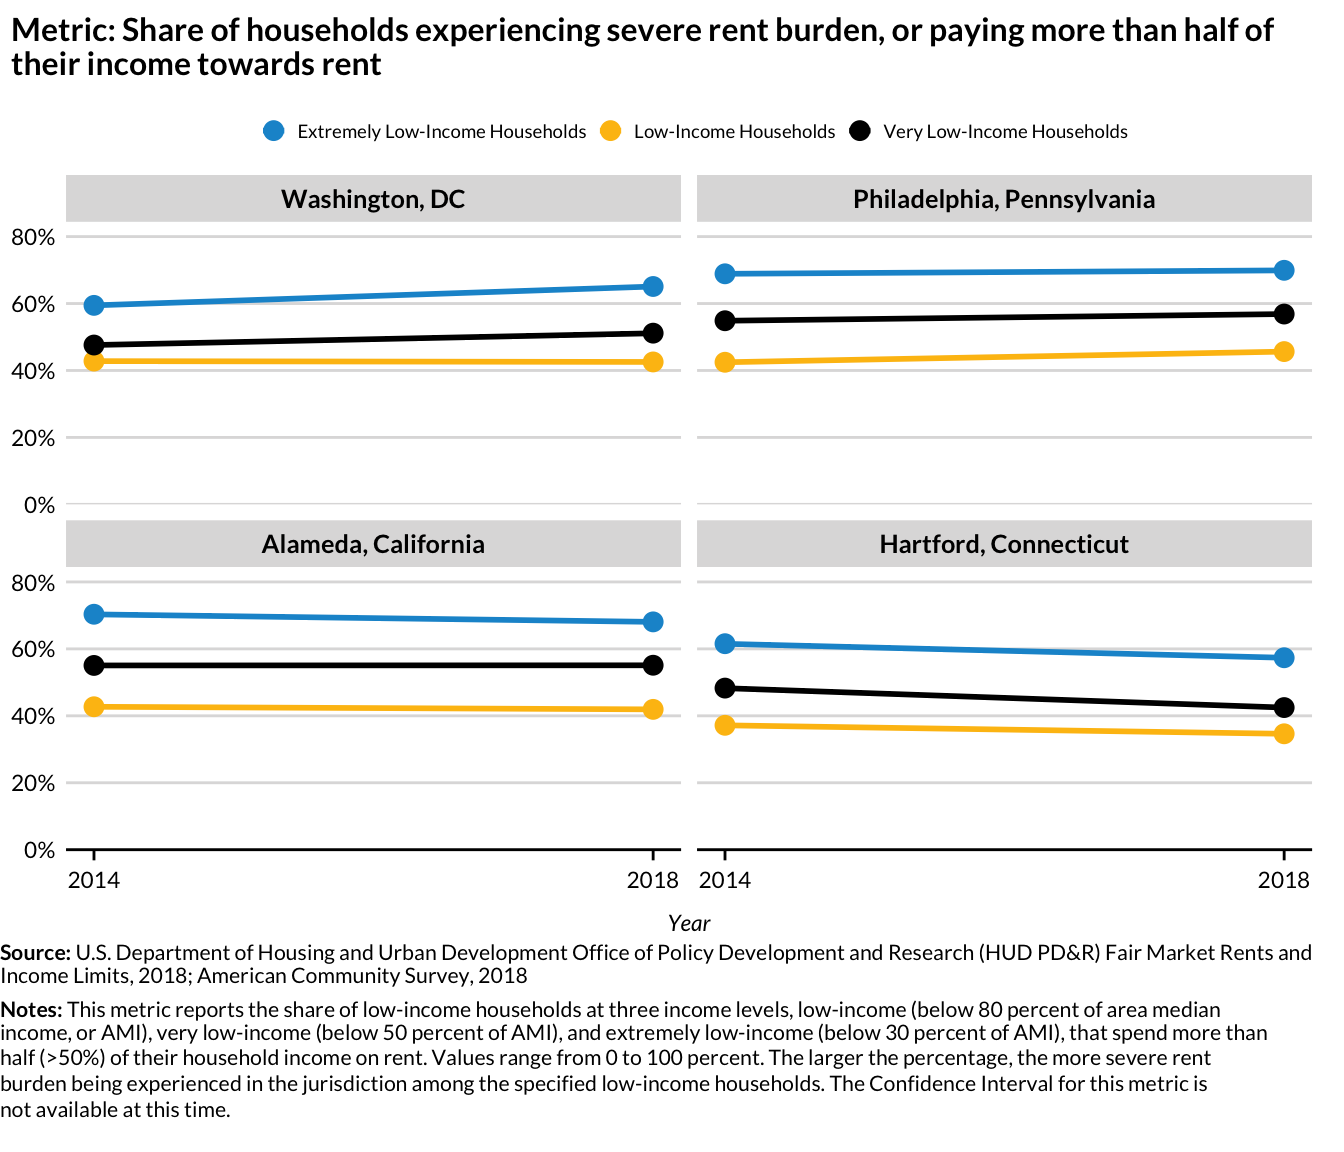 Metric: Share of households experiencing severe rent burden, or paying more than half of
their income towards rent
Extremely Low-Income Households Low-Income Households Very Low-Income Households
Washington, DC
Philadelphia, Pennsylvania
80%
60%
40%
20%
0%
Alameda, California
Hartford, Connecticut
80%
60%
40%
20%
0%
2014 2018 2014 2018
Year
Source: U.S. Department of Housing and Urban Development Office of Policy Development and Research (HUD PD&R) Fair Market Rents and
Income Limits, 2018; American Community Survey, 2018
Notes: This metric reports the share of low-income households at three income levels, low-income (below 80 percent of area median
income, or AMI), very low-income (below 50 percent of AMI), and extremely low-income (below 30 percent of AMI), that spend more than
half (>50%) of their household income on rent. Values range from 0 to 100 percent. The larger the percentage, the more severe rent
burden being experienced in the jurisdiction among the specified low-income households. The Confidence Interval for this metric is
not available at this time.